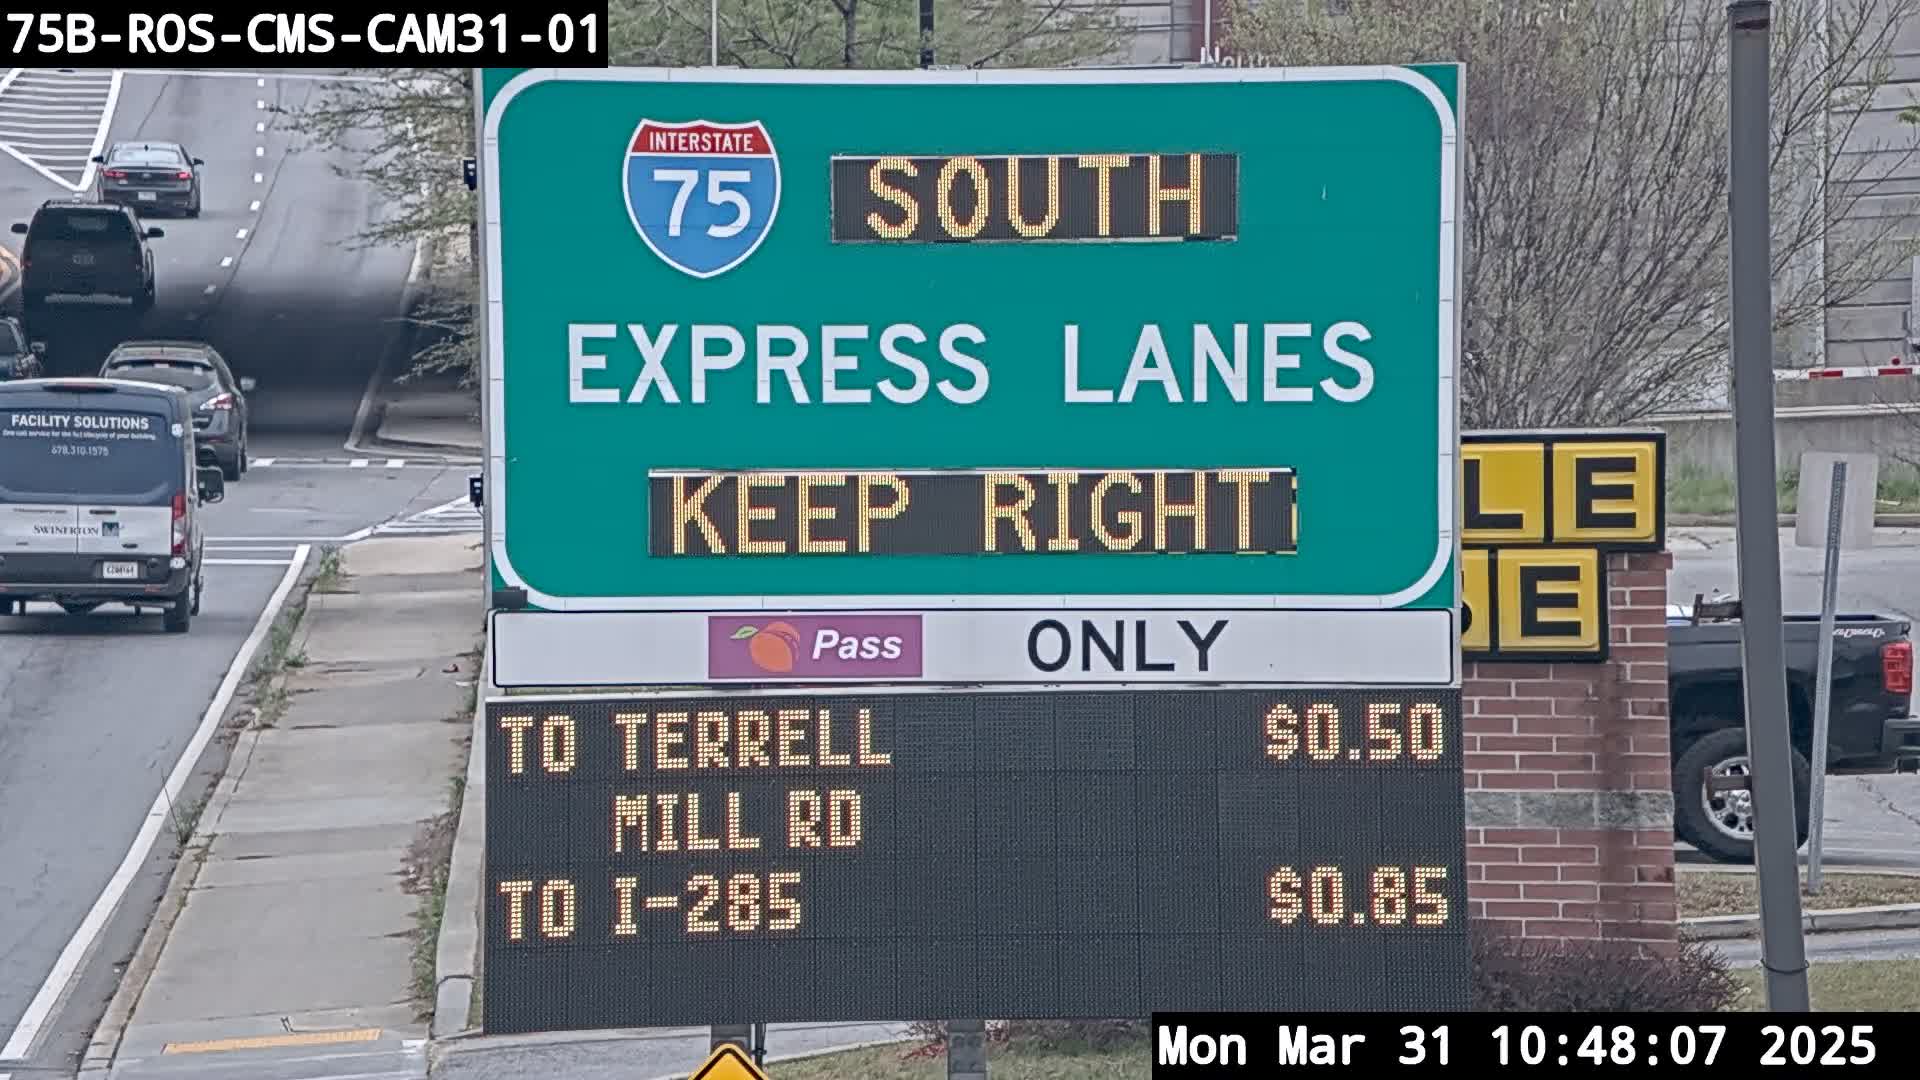 75B-ROS-CMS-CAM31-01
INTERSTATE
75
SOUTH
EXPRESS LANES
KEEP RIGHT
Pass ONLY
TO TERRELL $0.50
MILL RD
TO I-285 $0.85
FACILITY SOLUTIONS
678.310.1575
SWINERTON
LE
E
Mon Mar 31 10:48:07 2025